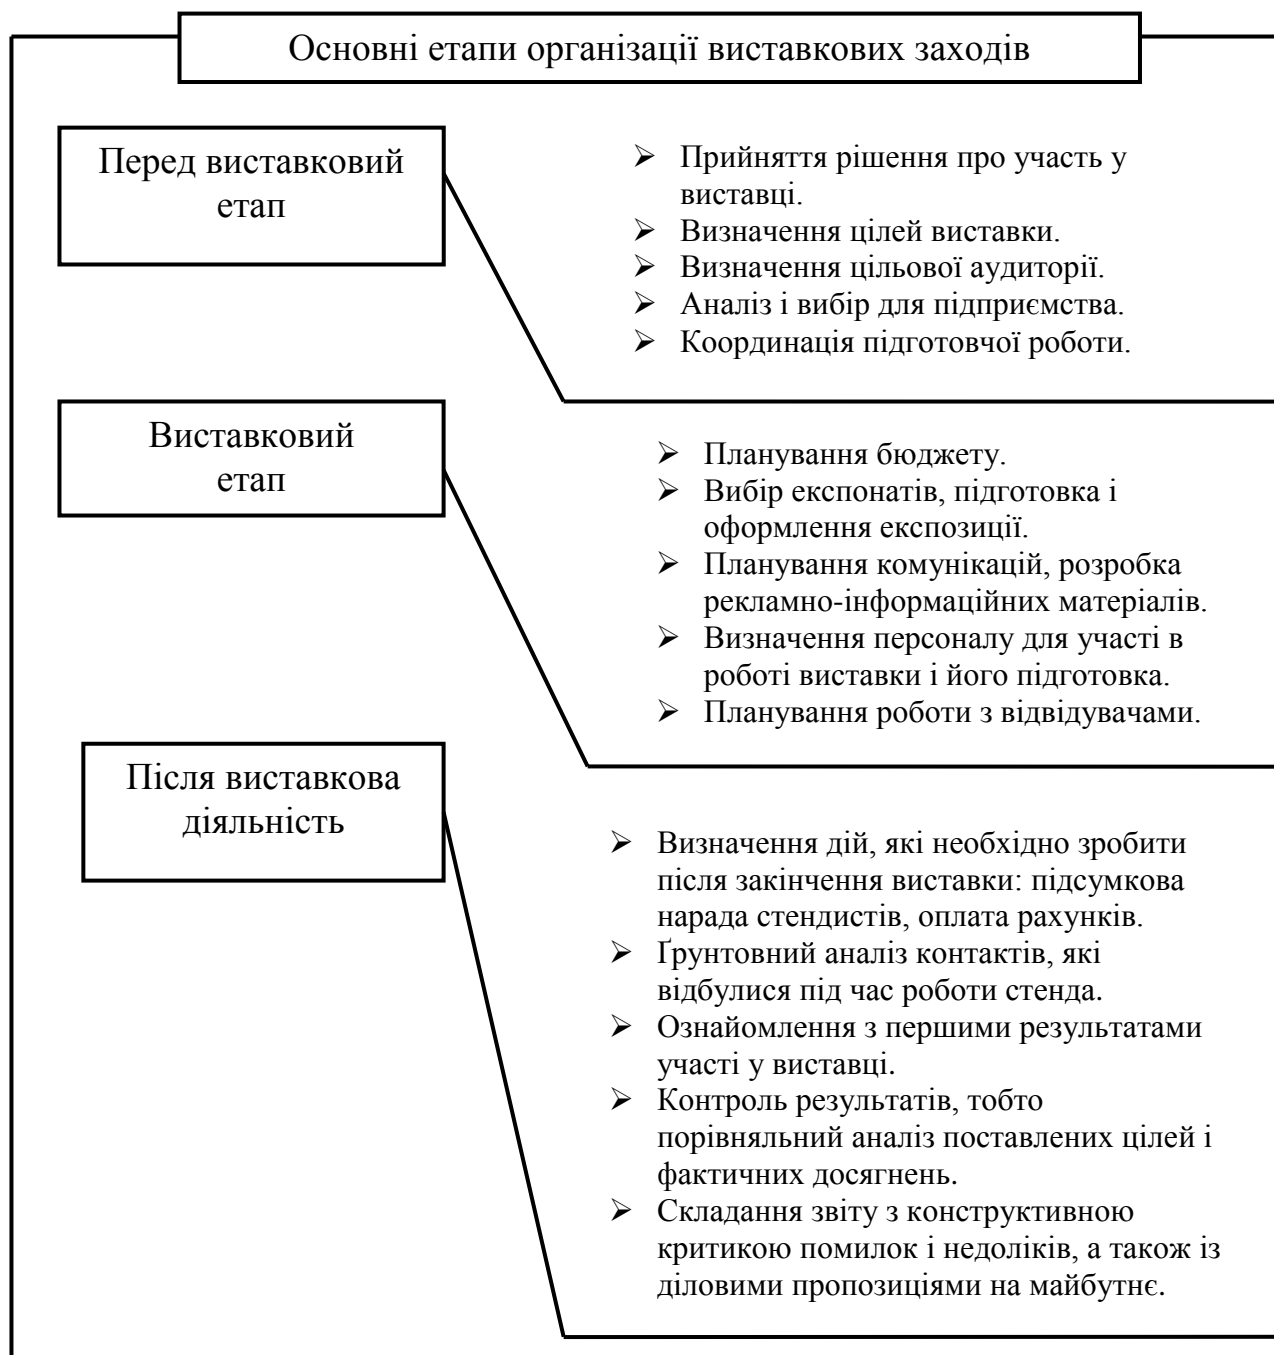 Основні етапи організації виставкових заходів
Перед виставковий
етап
➢ Прийняття рішення про участь у
виставці.
➢ Визначення цілей виставки.
➢ Визначення цільової аудиторії.
➢ Аналіз і вибір для підприємства.
➢ Координація підготовчої роботи.
Виставковий
етап
➢ Планування бюджету.
➢ Вибір експонатів, підготовка і
оформлення експозиції.
➢ Планування комунікацій, розробка
рекламно-інформаційних матеріалів.
➢ Визначення персоналу для участі в
роботі виставки і його підготовка.
➢ Планування роботи з відвідувачами.
Після виставкова
діяльність
➢ Визначення дій, які необхідно зробити
після закінчення виставки: підсумкова
нарада стендистів, оплата рахунків.
➢ Ґрунтовний аналіз контактів, які
відбулися під час роботи стенда.
➢ Ознайомлення з першими результатами
участі у виставці.
➢ Контроль результатів, тобто
порівняльний аналіз поставлених цілей і
фактичних досягнень.
➢ Складання звіту з конструктивною
критикою помилок і недоліків, а також із
діловими пропозиціями на майбутнє.